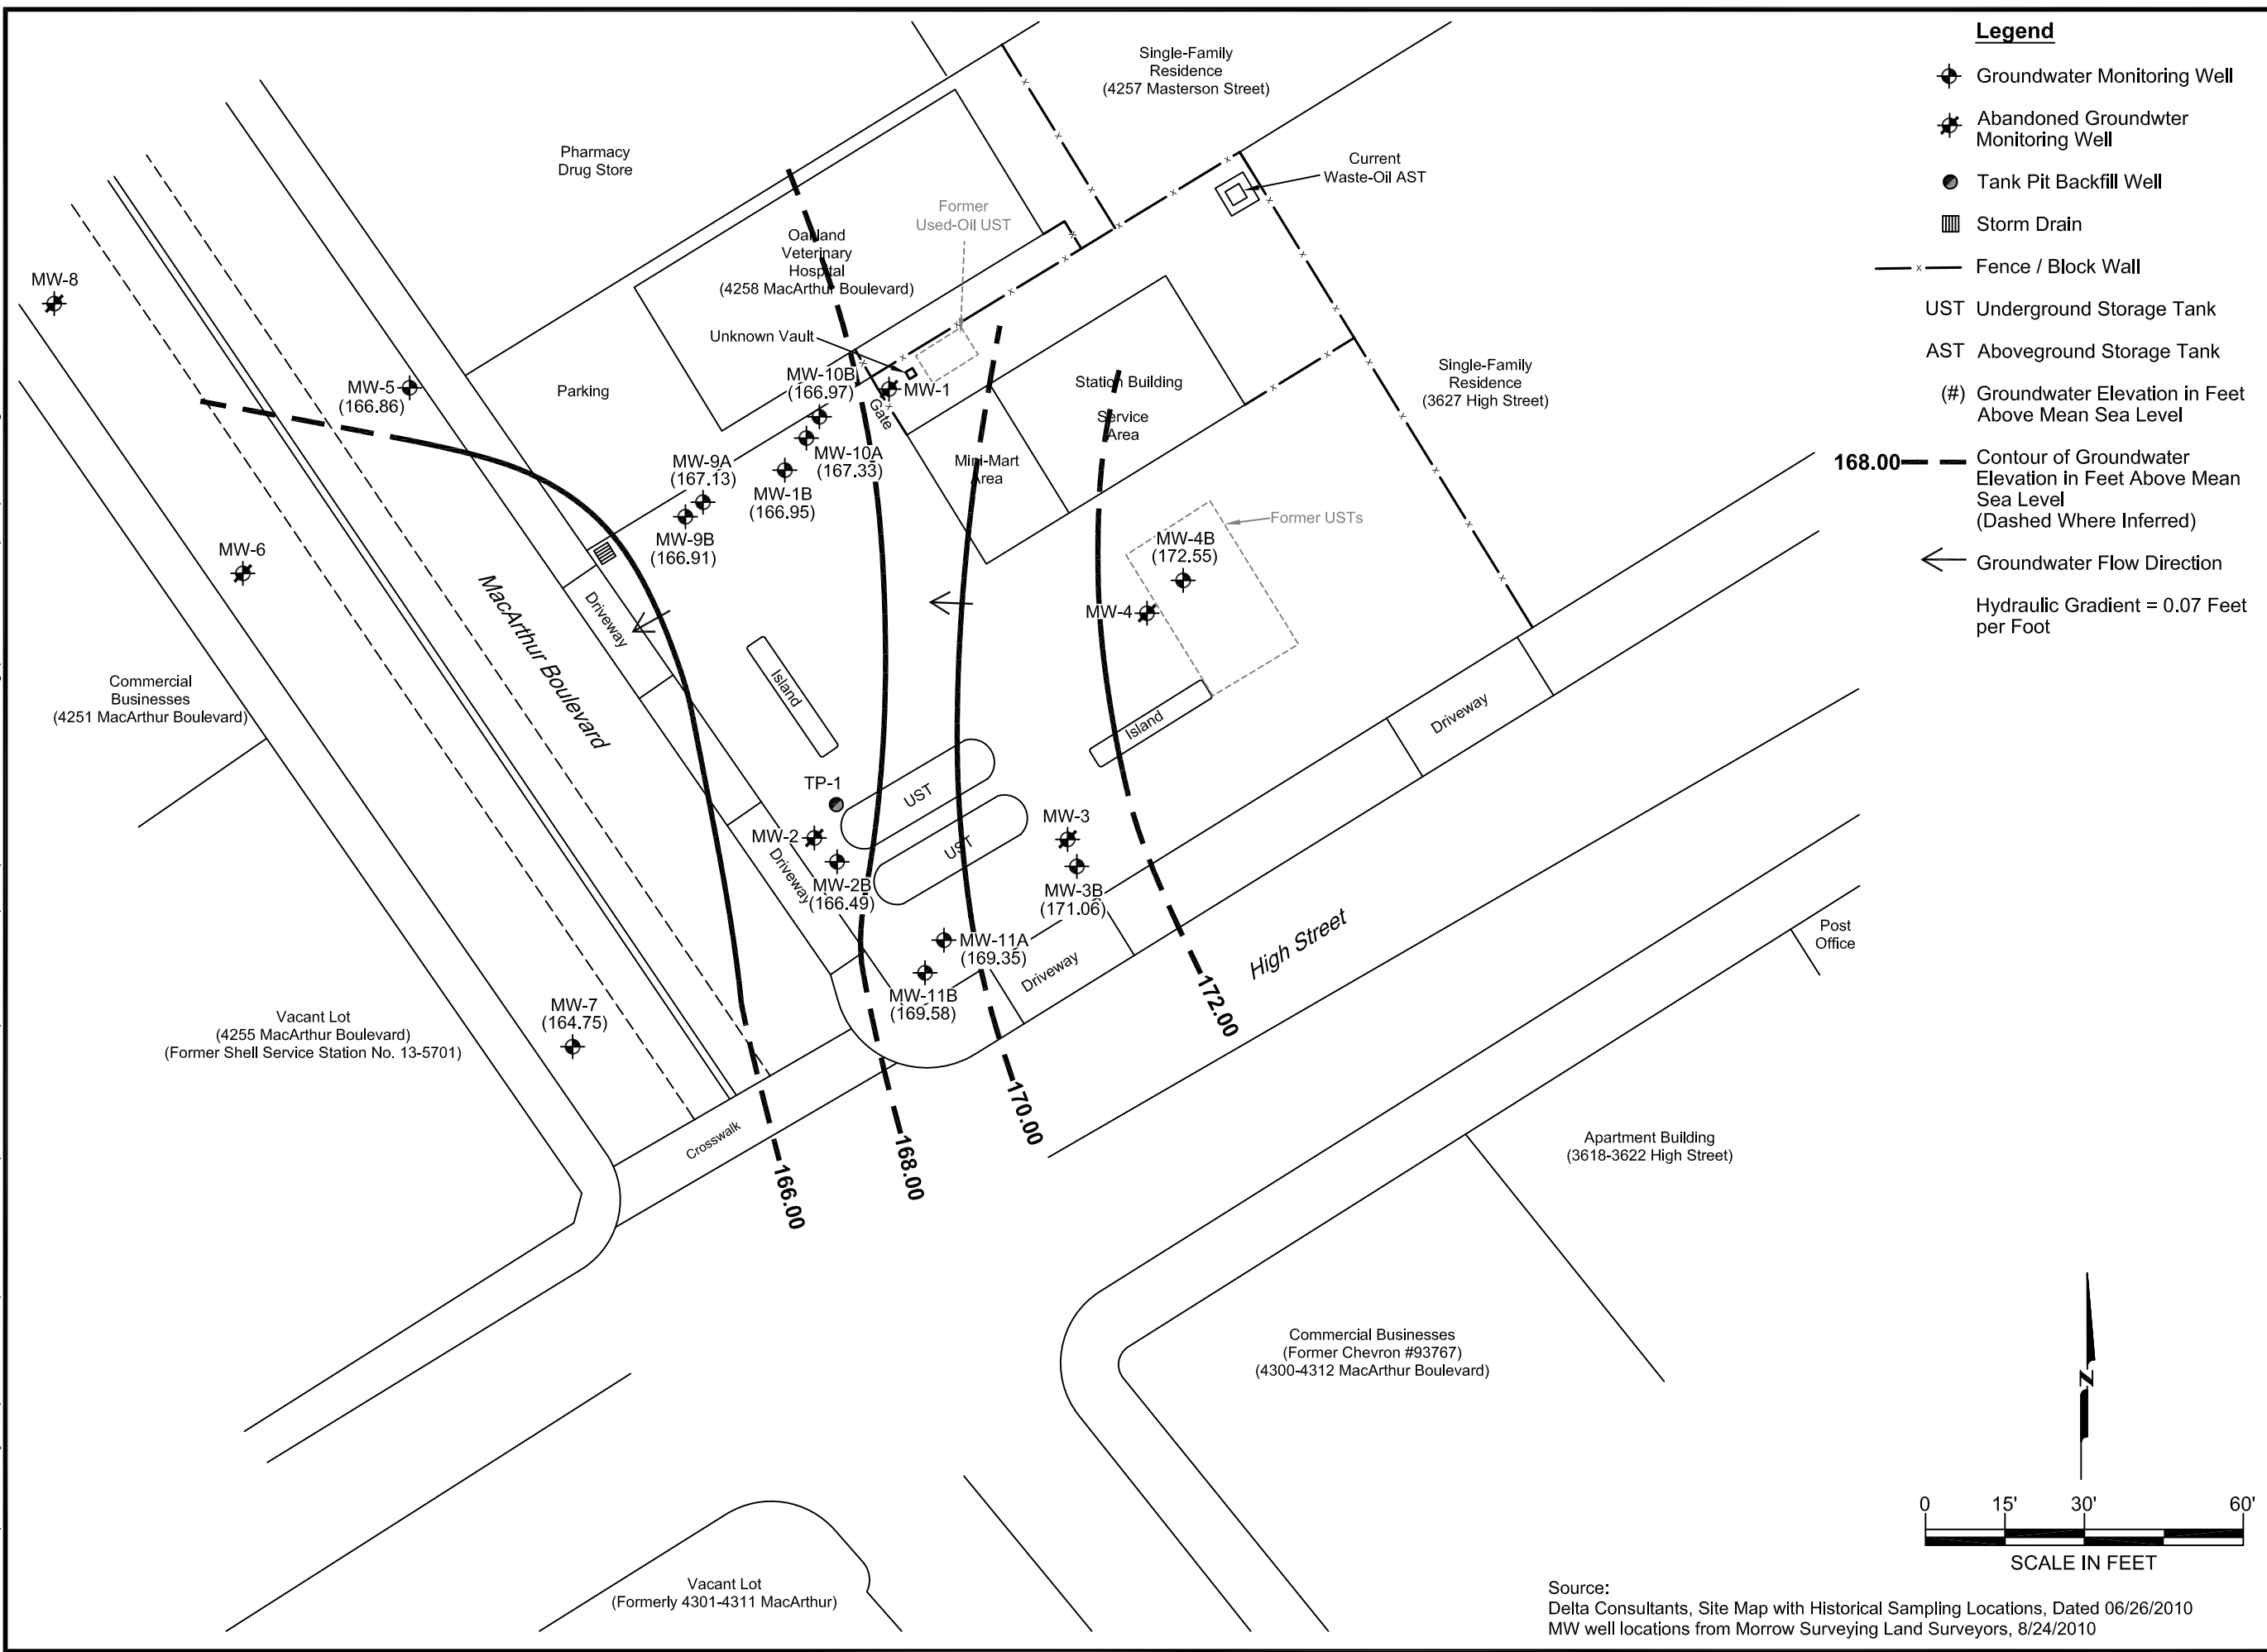 Legend
Groundwater Monitoring Well
Abandoned Groundwter
Monitoring Well
Tank Pit Backfill Well
Storm Drain
x
Fence / Block Wall
UST
Underground Storage Tank
AST
Aboveground Storage Tank
(#)
Groundwater Elevation in Feet
Above Mean Sea Level
168.00
Contour of Groundwater
Elevation in Feet Above Mean
Sea Level
(Dashed Where Inferred)
Groundwater Flow Direction
Hydraulic Gradient = 0.07 Feet
per Foot
Single-Family
Residence
(4257 Masterson Street)
Pharmacy
Drug Store
Current
Waste-Oil AST
Former
Used-Oil UST
Oakland
Veterinary
Hospital
(4258 MacArthur Boulevard)
Unknown Vault
MW-8
MW-5
(166.86)
Parking
MW-10B
(166.97)
MW-1
Gate
Station Building
Service
Area
Mini-Mart
Area
Single-Family
Residence
(3627 High Street)
MW-10A
(167.33)
MW-9A
(167.13)
MW-1B
(166.95)
MW-9B
(166.91)
Former USTs
MW-4B
(172.55)
MW-4
MW-6
MacArthur Boulevard
Driveway
Island
Island
Driveway
Commercial
Businesses
(4251 MacArthur Boulevard)
TP-1
UST
UST
MW-2
MW-2B
(166.49)
Driveway
MW-3
MW-3B
(171.06)
MW-11A
(169.35)
MW-11B
(169.58)
Driveway
High Street
Post
Office
MW-7
(164.75)
Vacant Lot
(4255 MacArthur Boulevard)
(Former Shell Service Station No. 13-5701)
172.00
170.00
168.00
166.00
Crosswalk
Apartment Building
(3618-3622 High Street)
Commercial Businesses
(Former Chevron #93767)
(4300-4312 MacArthur Boulevard)
Vacant Lot
(Formerly 4301-4311 MacArthur)
N
0 15' 30' 60'
SCALE IN FEET
Source:
Delta Consultants, Site Map with Historical Sampling Locations, Dated 06/26/2010
MW well locations from Morrow Surveying Land Surveyors, 8/24/2010